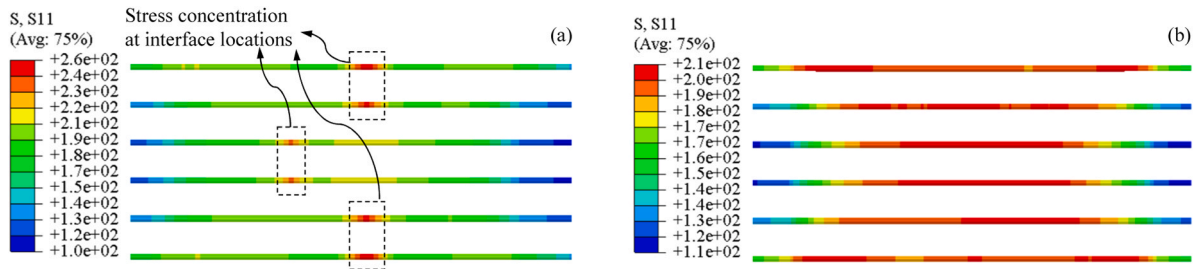 S, S11
(Avg: 75%)
+2.6e+02
+2.4e+02
+2.3e+02
+2.2e+02
+2.1e+02
+1.9e+02
+1.8e+02
+1.7e+02
+1.5e+02
+1.4e+02
+1.3e+02
+1.2e+02
+1.0e+02
Stress concentration
at interface locations
(a)
S, S11
(Avg: 75%)
+2.1e+02
+2.0e+02
+1.9e+02
+1.8e+02
+1.7e+02
+1.7e+02
+1.6e+02
+1.5e+02
+1.4e+02
+1.4e+02
+1.3e+02
+1.2e+02
+1.1e+02
(b)